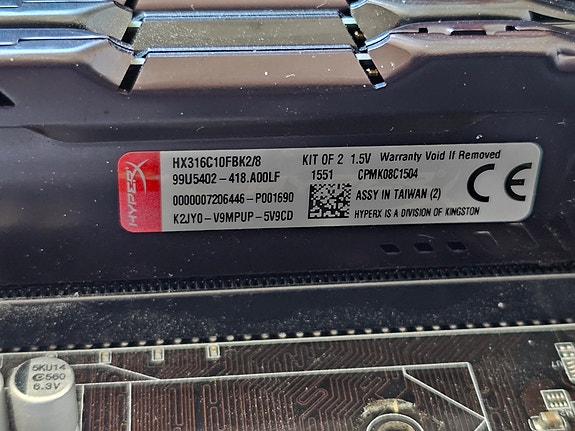 HYPERX
HX316C10FBK2/8 KIT OF 2 1.5V Warranty Void If Removed
99U5402-418.A00LF 1551 CPMK08C1504
0000007206446-P001690 ASSY IN TAIWAN (2)
K2JY0-V9MPUP-5V9CD HYPERX IS A DIVISION OF KINGSTON
CE
5KU14
560
6.3V